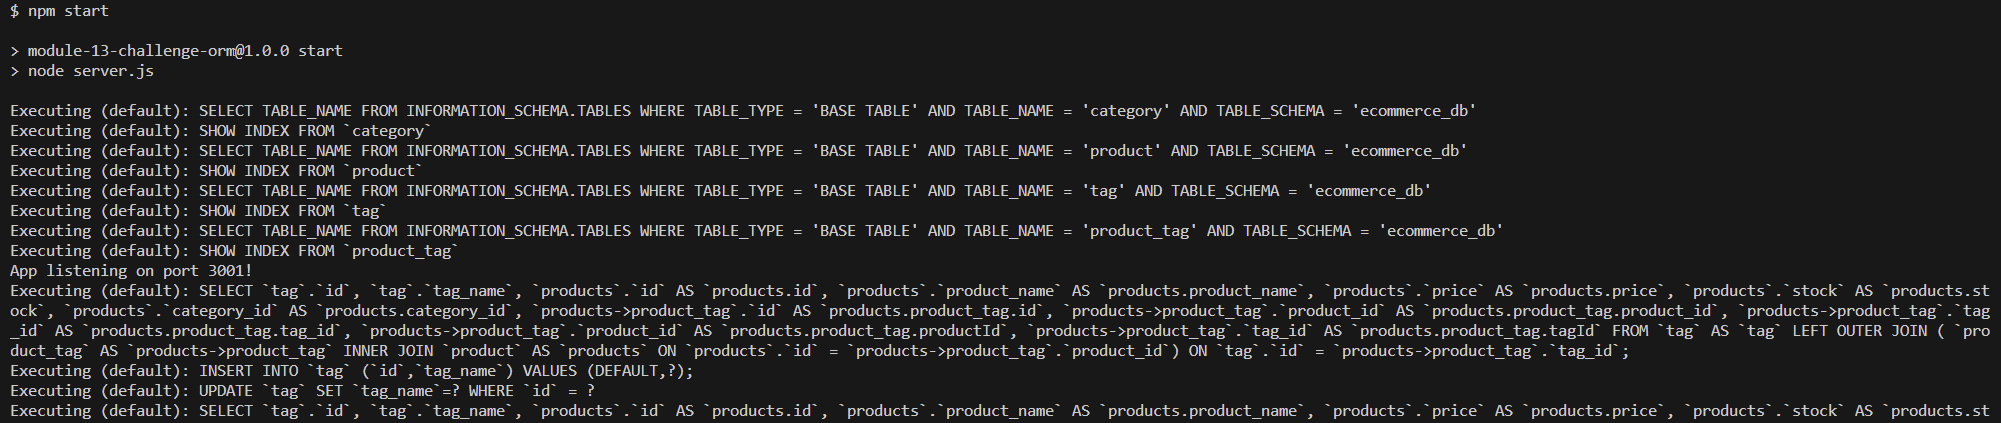 $ npm start
> module-13-challenge-orm@1.0.0 start
> node server.js
Executing (default): SELECT TABLE_NAME FROM INFORMATION_SCHEMA.TABLES WHERE TABLE_TYPE = 'BASE TABLE' AND TABLE_NAME = 'category' AND TABLE_SCHEMA = 'ecommerce_db'
Executing (default): SHOW INDEX FROM `category`
Executing (default): SELECT TABLE_NAME FROM INFORMATION_SCHEMA.TABLES WHERE TABLE_TYPE = 'BASE TABLE' AND TABLE_NAME = 'product' AND TABLE_SCHEMA = 'ecommerce_db'
Executing (default): SHOW INDEX FROM `product`
Executing (default): SELECT TABLE_NAME FROM INFORMATION_SCHEMA.TABLES WHERE TABLE_TYPE = 'BASE TABLE' AND TABLE_NAME = 'tag' AND TABLE_SCHEMA = 'ecommerce_db'
Executing (default): SHOW INDEX FROM `tag`
Executing (default): SELECT TABLE_NAME FROM INFORMATION_SCHEMA.TABLES WHERE TABLE_TYPE = 'BASE TABLE' AND TABLE_NAME = 'product_tag' AND TABLE_SCHEMA = 'ecommerce_db'
Executing (default): SHOW INDEX FROM `product_tag`
App listening on port 3001!
Executing (default): SELECT `tag`.`id`, `tag`.`tag_name`, `products`.`id` AS `products.id`, `products`.`product_name` AS `products.product_name`, `products`.`price` AS `products.price`, `products`.`stock` AS `products.st
ock`, `products`.`category_id` AS `products.category_id`, `products->product_tag`.`id` AS `products.product_tag.id`, `products->product_tag`.`product_id` AS `products.product_tag.product_id`, `products->product_tag`.`tag
_id` AS `products.product_tag.tag_id`, `products->product_tag`.`product_id` AS `products.product_tag.productId`, `products->product_tag`.`tag_id` AS `products.product_tag.tagId` FROM `tag` AS `tag` LEFT OUTER JOIN ( `pro
duct_tag` AS `products->product_tag` INNER JOIN `product` AS `products` ON `products`.`id` = `products->product_tag`.`product_id`) ON `tag`.`id` = `products->product_tag`.`tag_id`;
Executing (default): INSERT INTO `tag` (`id`,`tag_name`) VALUES (DEFAULT,?);
Executing (default): UPDATE `tag` SET `tag_name`=? WHERE `id` = ?
Executing (default): SELECT `tag`.`id`, `tag`.`tag_name`, `products`.`id` AS `products.id`, `products`.`product_name` AS `products.product_name`, `products`.`price` AS `products.price`, `products`.`stock` AS `products.st